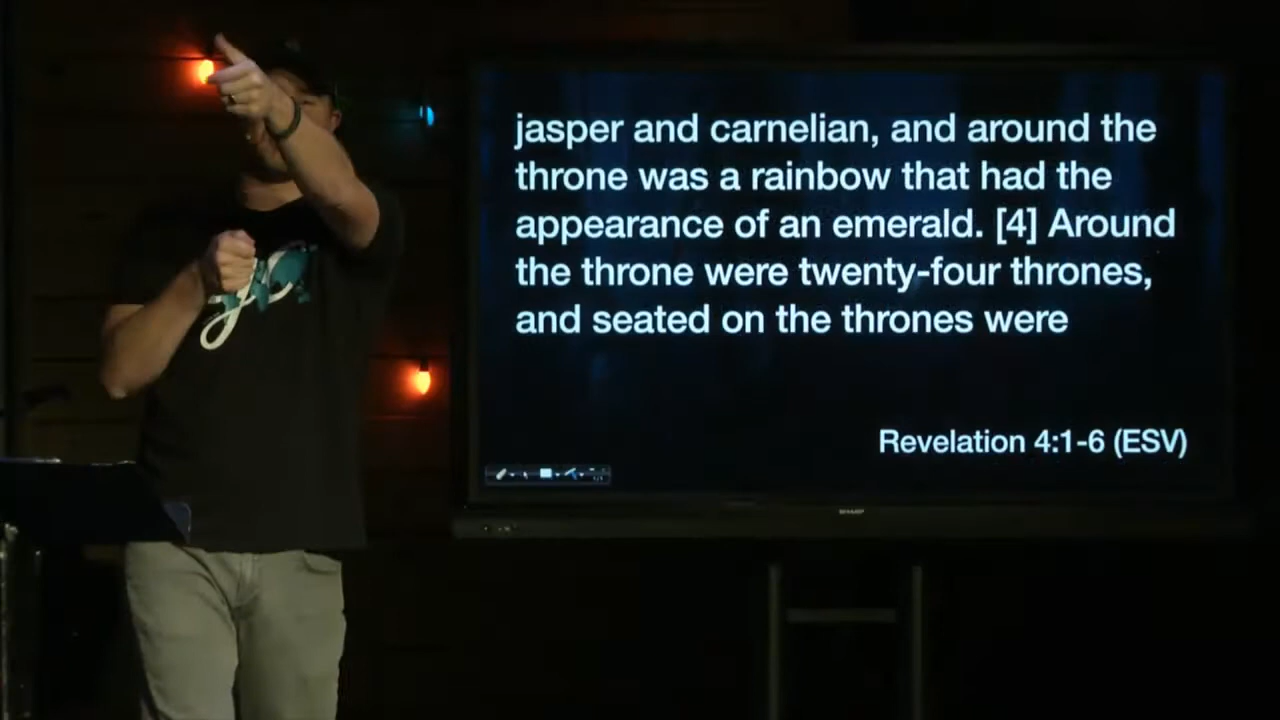 jasper and carnelian, and around the
throne was a rainbow that had the
appearance of an emerald. [4] Around
the throne were twenty-four thrones,
and seated on the thrones were
Revelation 4:1-6 (ESV)
SHARP